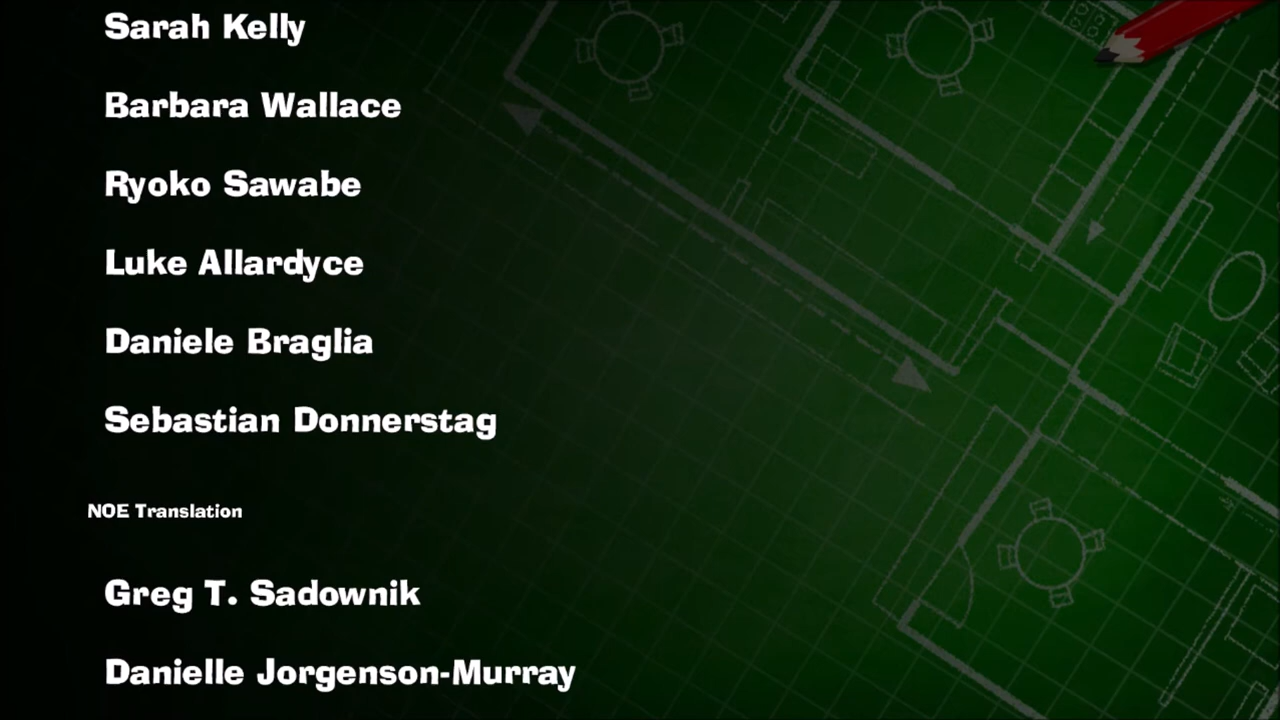 Sarah Kelly
Barbara Wallace
Ryoko Sawabe
Luke Allardyce
Daniele Braglia
Sebastian Donnerstag
NOE Translation
Greg T. Sadownik
Danielle Jorgenson-Murray